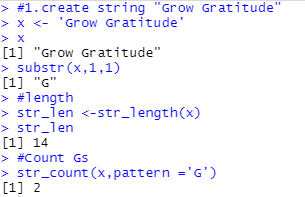 > #1.create string "Grow Gratitude"
> x <- 'Grow Gratitude'
> x
[1] "Grow Gratitude"
> substr(x,1,1)
[1] "G"
> #length
> str_len <-str_length(x)
> str_len
[1] 14
> #Count Gs
> str_count(x,pattern ='G')
[1] 2